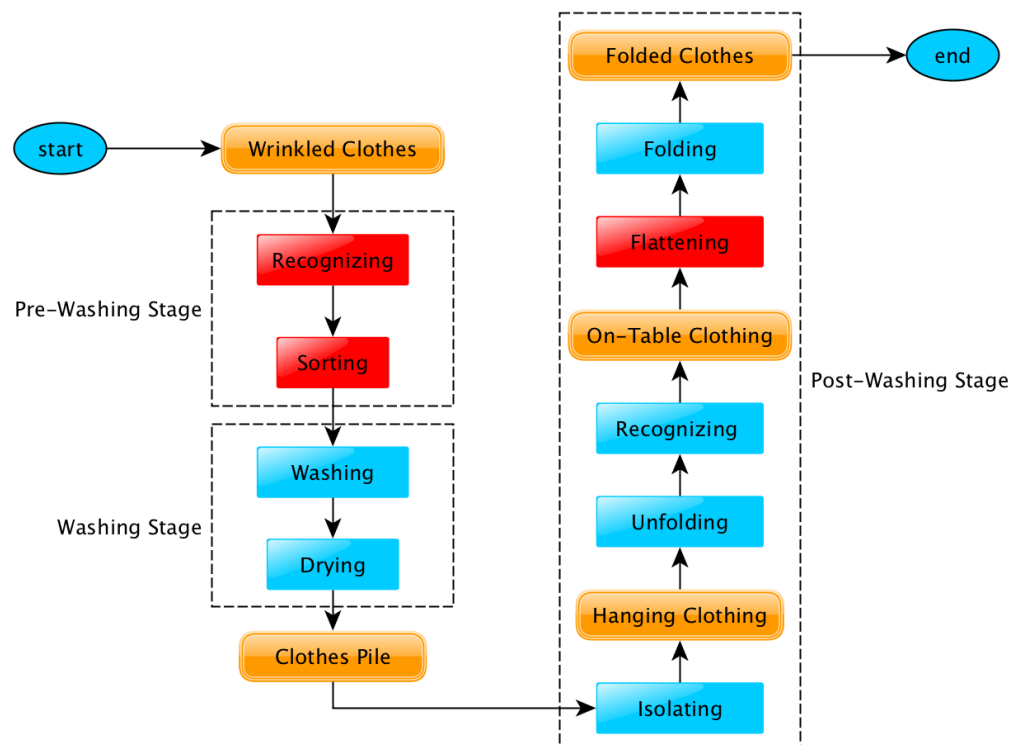 start
Wrinkled Clothes
Pre-Washing Stage
Recognizing
Sorting
Washing Stage
Washing
Drying
Clothes Pile
Isolating
Hanging Clothing
Unfolding
Recognizing
Post-Washing Stage
On-Table Clothing
Flattening
Folding
Folded Clothes
end